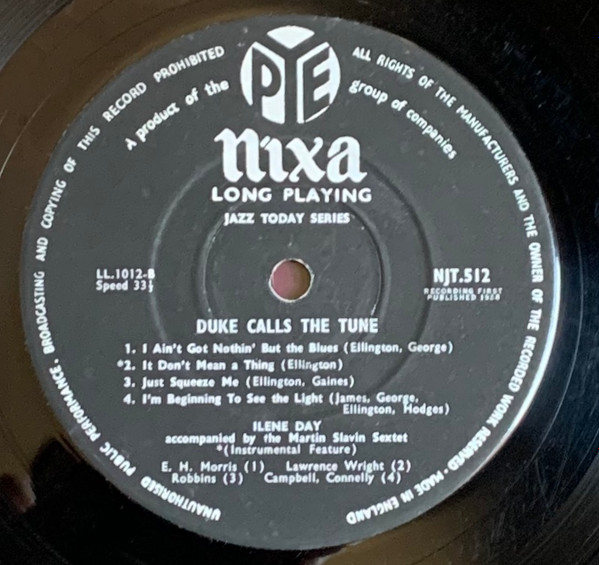 UNAUTHORISED PUBLIC PERFORMANCE, BROADCASTING AND COPYING OF THIS RECORD PROHIBITED
ALL RIGHTS OF THE MANUFACTURERS AND THE OWNER OF THE RECORDED WORK RESERVED · MADE IN ENGLAND
A product of the
PYE
group of companies
nixa
LONG PLAYING
JAZZ TODAY SERIES
LL.1012-B
Speed 33⅓
NJT.512
RECORDING FIRST
PUBLISHED 1958
DUKE CALLS THE TUNE
1. I Ain't Got Nothin' But the Blues (Ellington, George)
*2. It Don't Mean a Thing (Ellington)
3. Just Squeeze Me (Ellington, Gaines)
4. I'm Beginning To See the Light (James, George,
Ellington, Hodges)
ILENE DAY
accompanied by the Martin Slavin Sextet
*(Instrumental Feature)
E. H. Morris (1) Lawrence Wright (2)
Robbins (3) Campbell, Connelly (4)